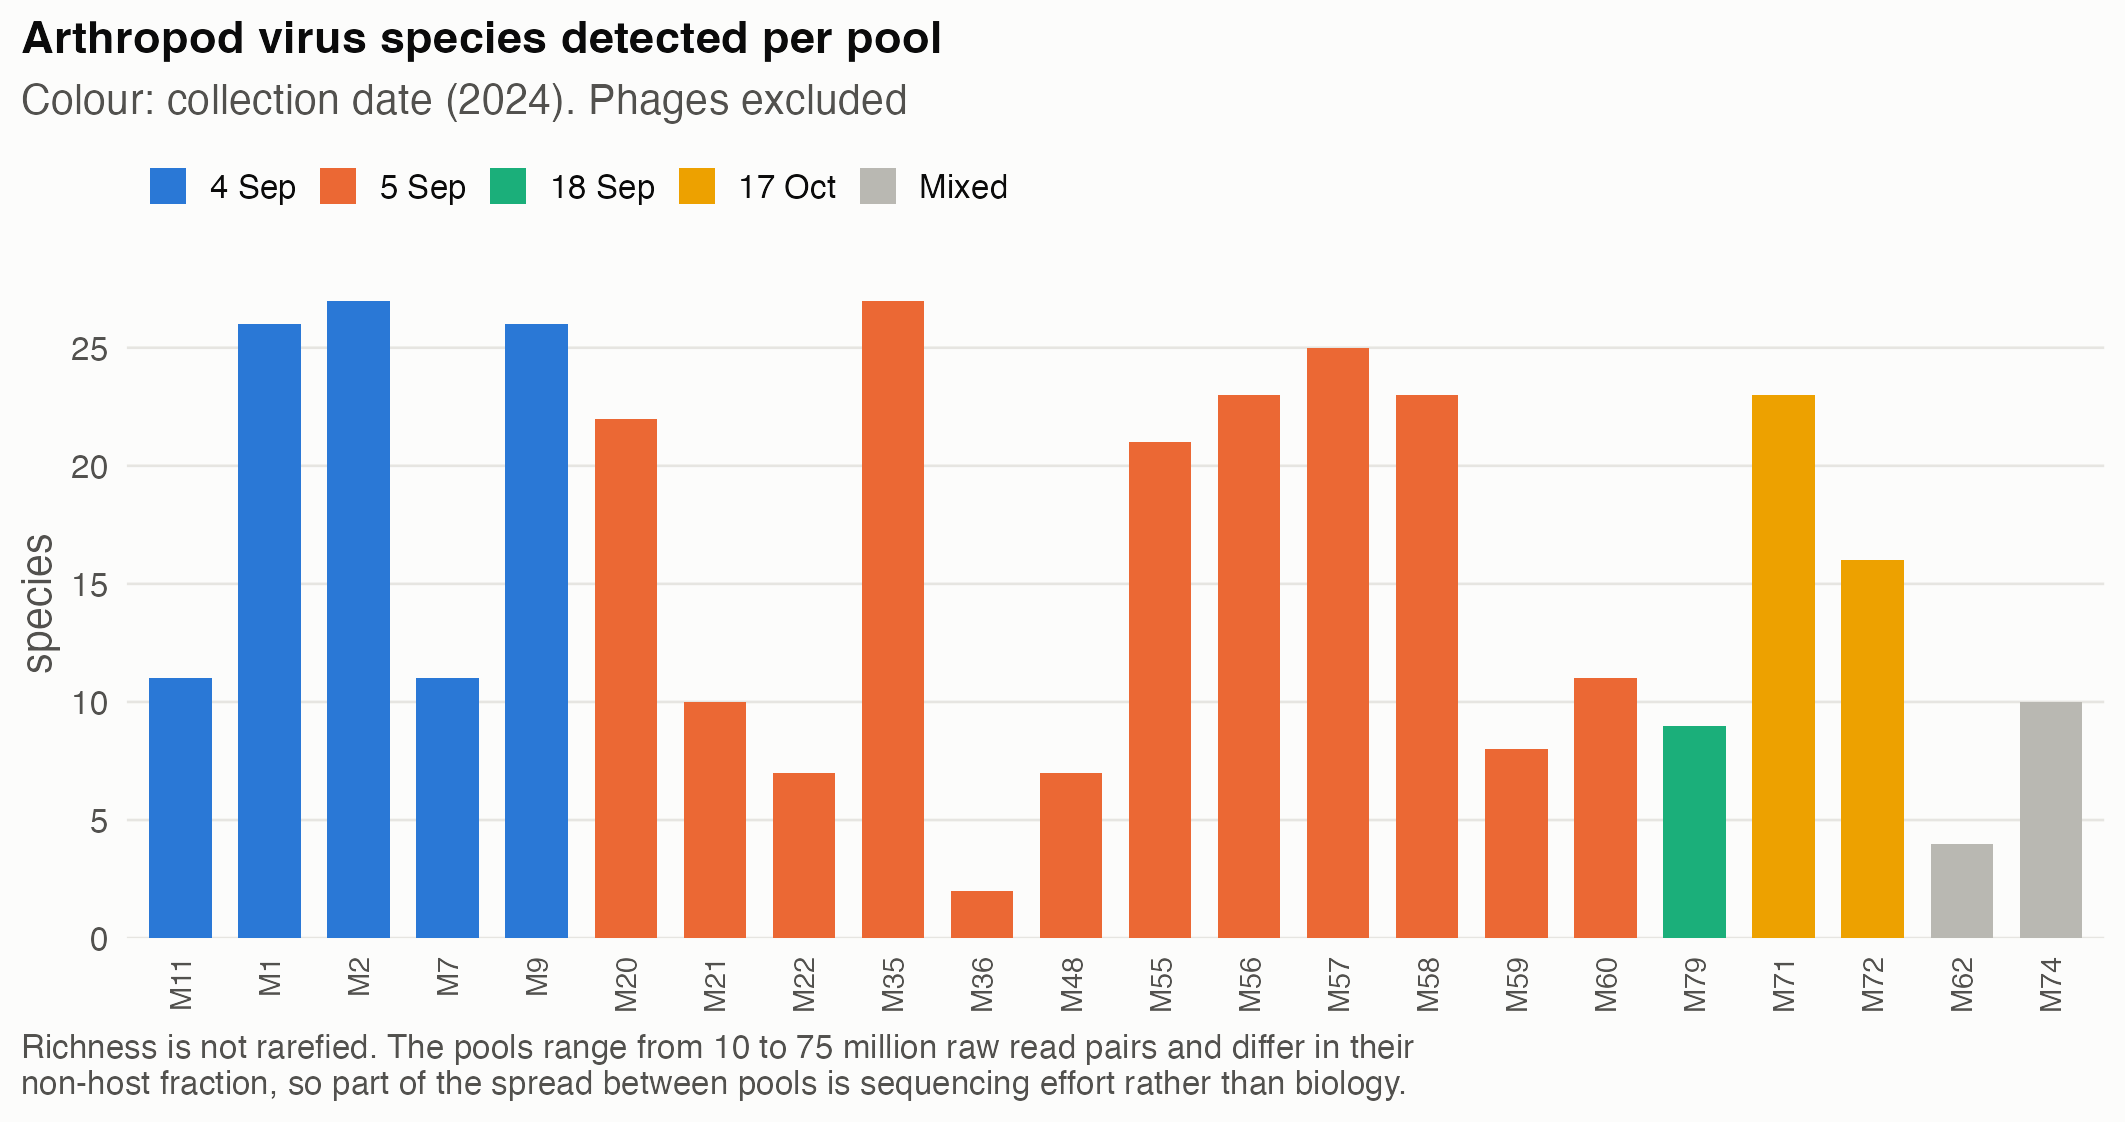 Arthropod virus species detected per pool
Colour: collection date (2024). Phages excluded
4 Sep 5 Sep 18 Sep 17 Oct Mixed
species
25
20
15
10
5
0
M11 M1 M2 M7 M9 M20 M21 M22 M35 M36 M48 M55 M56 M57 M58 M59 M60 M79 M71 M72 M62 M74
Richness is not rarefied. The pools range from 10 to 75 million raw read pairs and differ in their
non-host fraction, so part of the spread between pools is sequencing effort rather than biology.